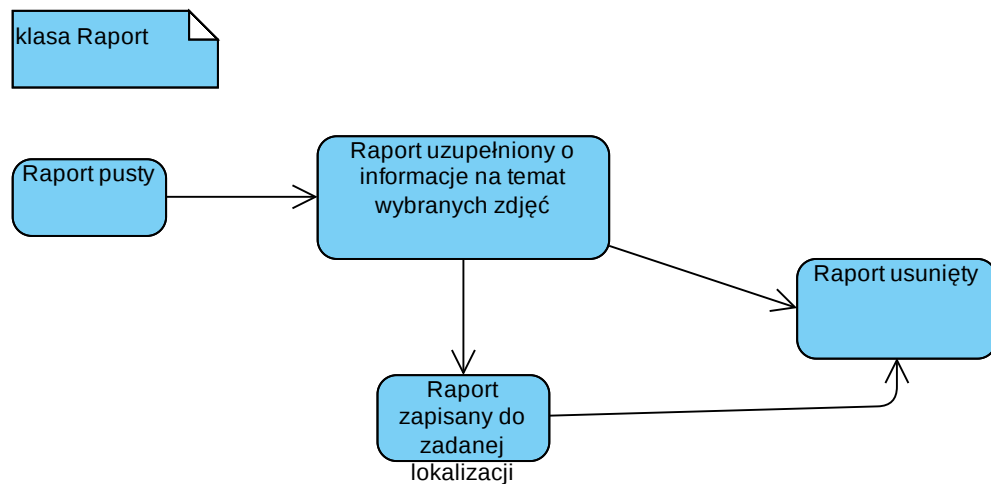 klasa Raport
Raport pusty
Raport uzupełniony o
informacje na temat
wybranych zdjęć
Raport usunięty
Raport
zapisany do
zadanej
lokalizacji